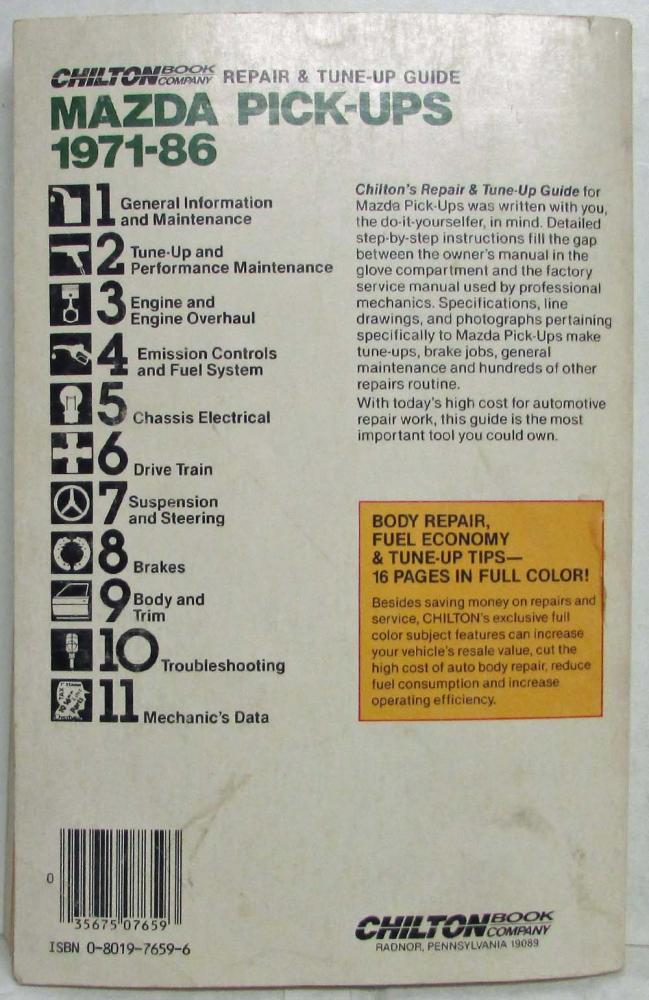 CHILTON BOOK COMPANY REPAIR & TUNE-UP GUIDE
MAZDA PICK-UPS
1971-86
1 General Information
and Maintenance
2 Tune-Up and
Performance Maintenance
3 Engine and
Engine Overhaul
4 Emission Controls
and Fuel System
5 Chassis Electrical
6 Drive Train
7 Suspension
and Steering
8 Brakes
9 Body and
Trim
10 Troubleshooting
11 Mechanic's Data
Chilton's Repair & Tune-Up Guide for
Mazda Pick-Ups was written with you,
the do-it-yourselfer, in mind. Detailed
step-by-step instructions fill the gap
between the owner's manual in the
glove compartment and the factory
service manual used by professional
mechanics. Specifications, line
drawings, and photographs pertaining
specifically to Mazda Pick-Ups make
tune-ups, brake jobs, general
maintenance and hundreds of other
repairs routine.
With today's high cost for automotive
repair work, this guide is the most
important tool you could own.
BODY REPAIR,
FUEL ECONOMY
& TUNE-UP TIPS—
16 PAGES IN FULL COLOR!
Besides saving money on repairs and
service, CHILTON's exclusive full
color subject features can increase
your vehicle's resale value, cut the
high cost of auto body repair, reduce
fuel consumption and increase
operating efficiency.
0 35675 07659
ISBN 0-8019-7659-6
CHILTON BOOK COMPANY
RADNOR, PENNSYLVANIA 19089